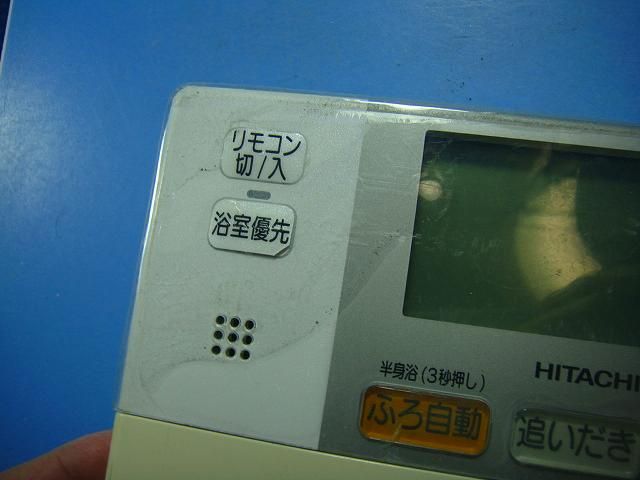 リモコン
切/入
浴室優先
HITACHI
半身浴(3秒押し)
ふろ自動
追いだき